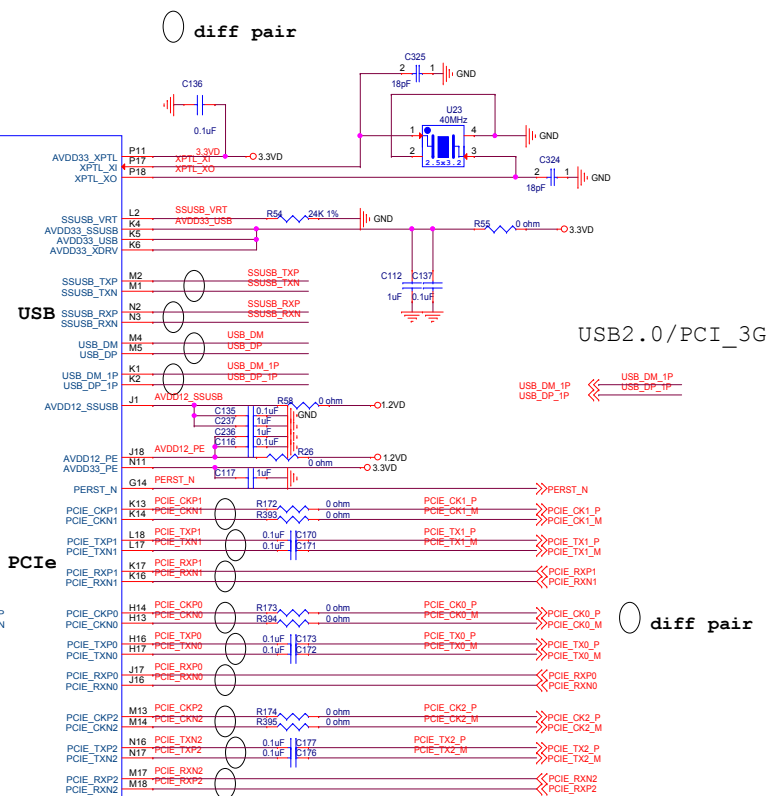 diff pair
C325
2 1 GND
18pF
C136
0.1uF
U23
40MHz
1 4 GND
2 3
2.5x3.2
C324
2 1 GND
18pF
AVDD33_XPTL P11 3.3VD 3.3VD
XPTL_XI P17 XPTL_XI
XPTL_XO P18 XPTL_XO
SSUSB_VRT L2 SSUSB_VRT R54 24K 1% GND
AVDD33_SSUSB K4 AVDD33_USB R55 0 ohm 3.3VD
AVDD33_USB K5
AVDD33_XDRV K6
C112 C137
1uF 0.1uF
SSUSB_TXP M2 SSUSB_TXP
SSUSB_TXN M1 SSUSB_TXN
USB
SSUSB_RXP N2 SSUSB_RXP
SSUSB_RXN N3 SSUSB_RXN
USB2.0/PCI_3G
USB_DM M4 USB_DM
USB_DP M5 USB_DP
USB_DM_1P K1 USB_DM_1P
USB_DP_1P K2 USB_DP_1P
USB_DM_1P USB_DM_1P
USB_DP_1P USB_DP_1P
AVDD12_SSUSB J1 AVDD12_SSUSB R58 0 ohm 1.2VD
C135 0.1uF GND
C237 1uF
C236 1uF
C116 0.1uF
AVDD12_PE J18 AVDD12_PE R26 1.2VD
AVDD33_PE N11 0 ohm 3.3VD
C117 1uF
PERST_N G14 PERST_N PERST_N
PCIE_CKP1 K13 PCIE_CKP1 R172 0 ohm PCIE_CK1_P PCIE_CK1_P
PCIE_CKN1 K14 PCIE_CKN1 R393 0 ohm PCIE_CK1_M PCIE_CK1_M
PCIE_TXP1 L18 PCIE_TXP1 0.1uF C170 PCIE_TX1_P PCIE_TX1_P
PCIE_TXN1 L17 PCIE_TXN1 0.1uF C171 PCIE_TX1_M PCIE_TX1_M
PCIe
PCIE_RXP1 K17 PCIE_RXP1 PCIE_RXP1
PCIE_RXN1 K16 PCIE_RXN1 PCIE_RXN1
P
N
PCIE_CKP0 H14 PCIE_CKP0 R173 0 ohm PCIE_CK0_P PCIE_CK0_P
PCIE_CKN0 H13 PCIE_CKN0 R394 0 ohm PCIE_CK0_M PCIE_CK0_M
diff pair
PCIE_TXP0 H16 PCIE_TXP0 0.1uF C173 PCIE_TX0_P PCIE_TX0_P
PCIE_TXN0 H17 PCIE_TXN0 0.1uF C172 PCIE_TX0_M PCIE_TX0_M
PCIE_RXP0 J17 PCIE_RXP0 PCIE_RXP0
PCIE_RXN0 J16 PCIE_RXN0 PCIE_RXN0
PCIE_CKP2 M13 PCIE_CKP2 R174 0 ohm PCIE_CK2_P PCIE_CK2_P
PCIE_CKN2 M14 PCIE_CKN2 R395 0 ohm PCIE_CK2_M PCIE_CK2_M
PCIE_TXP2 N16 PCIE_TXN2 0.1uF C177 PCIE_TX2_P PCIE_TX2_P
PCIE_TXN2 N17 PCIE_TXP2 0.1uF C176 PCIE_TX2_M PCIE_TX2_M
PCIE_RXP2 M17 PCIE_RXN2 PCIE_RXN2
PCIE_RXN2 M18 PCIE_RXP2 PCIE_RXP2